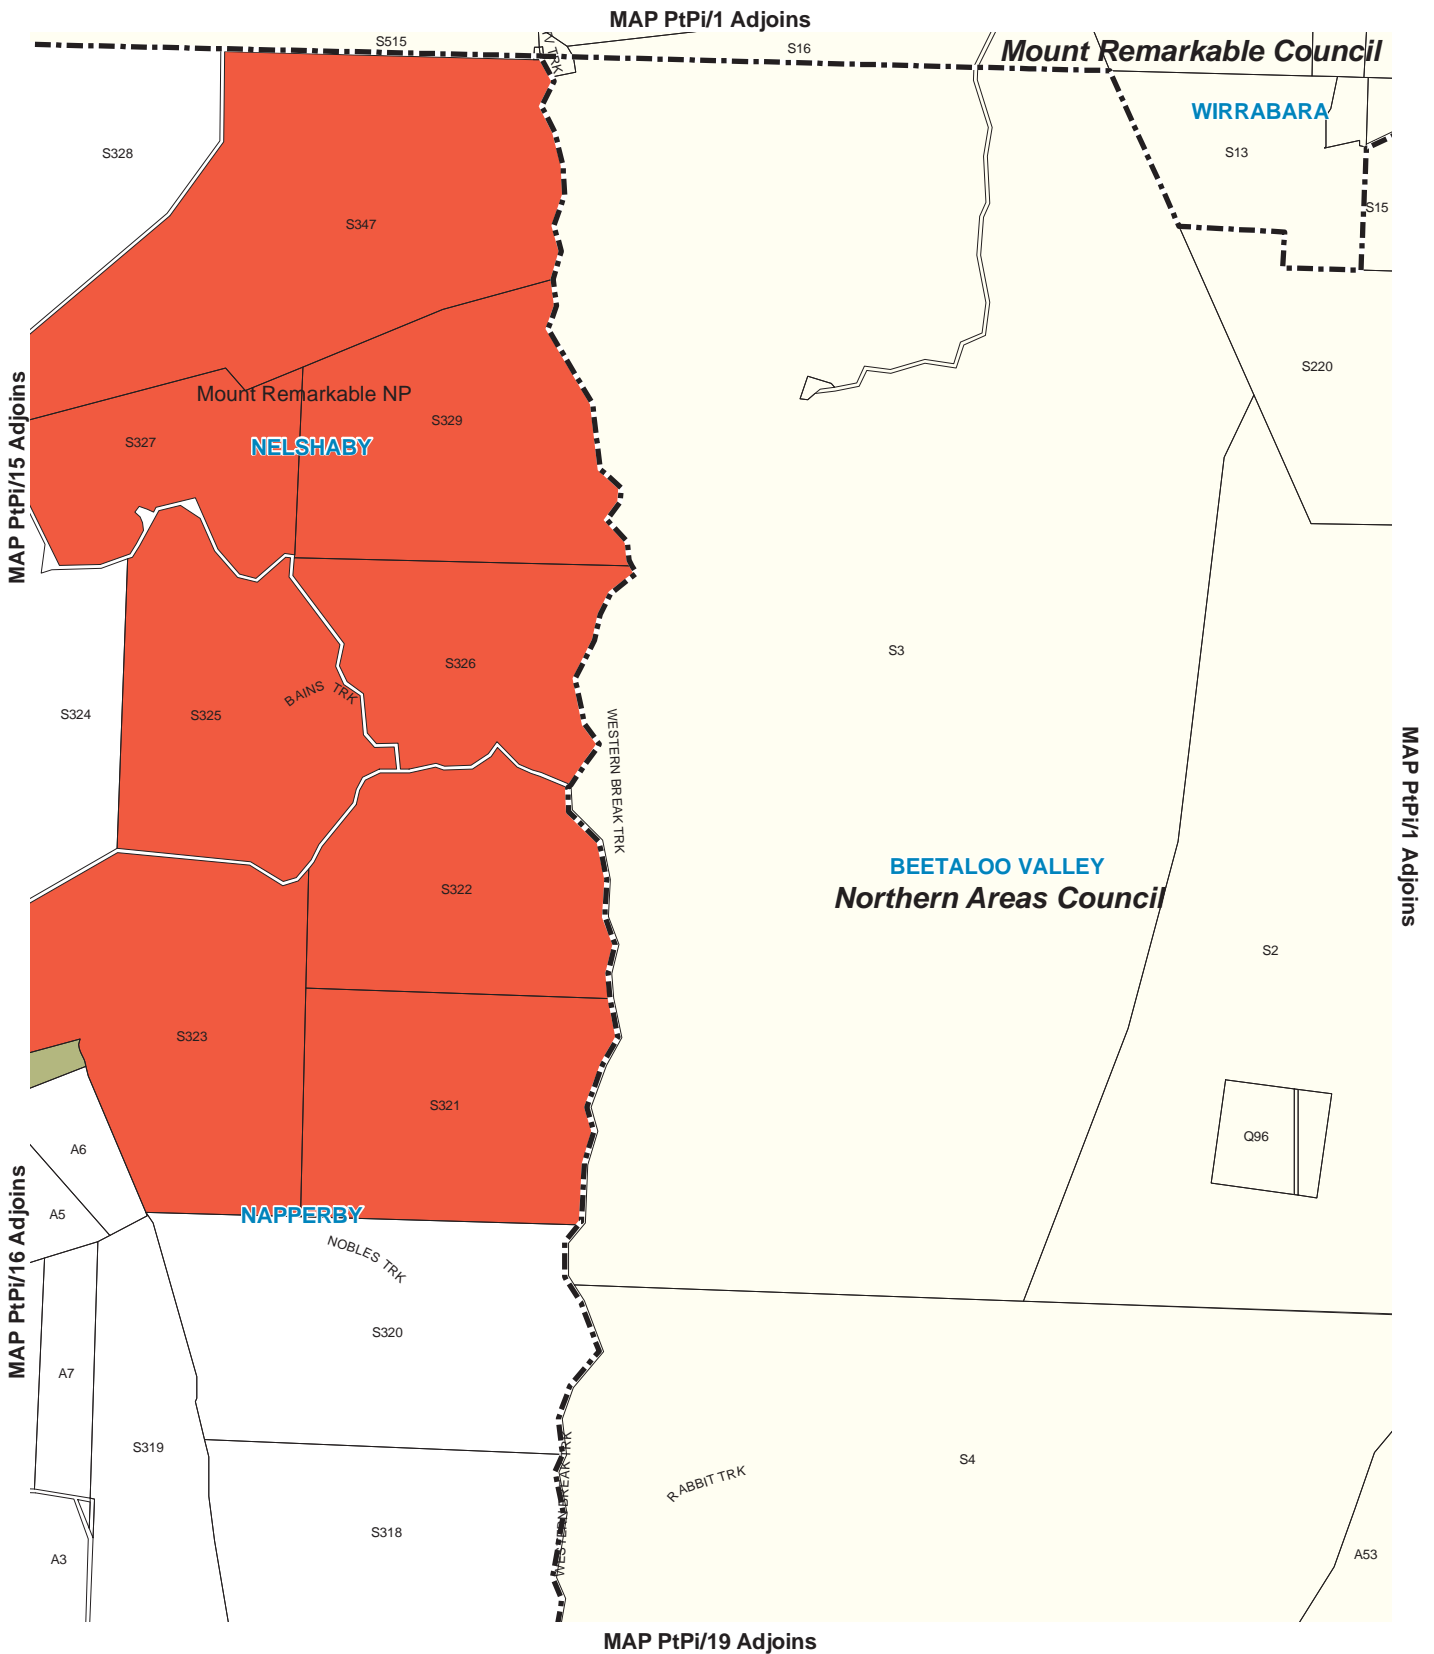 MAP PtPi/1 Adjoins
S515
S16
Mount Remarkable Council
WIRRABARA
S328
S13
S15
S347
S220
MAP PtPi/15 Adjoins
Mount Remarkable NP
S329
S327
NELSHABY
S3
S326
BAINS TRK
S324
S325
WESTERN BREAK TRK
MAP PtPi/1 Adjoins
BEETALOO VALLEY
S322
Northern Areas Council
S2
S323
S321
Q96
A6
MAP PtPi/16 Adjoins
A5
NAPPERBY
NOBLES TRK
S320
A7
S319
WESTERN BREAK TRK
RABBIT TRK
S4
S318
A3
A53
MAP PtPi/19 Adjoins